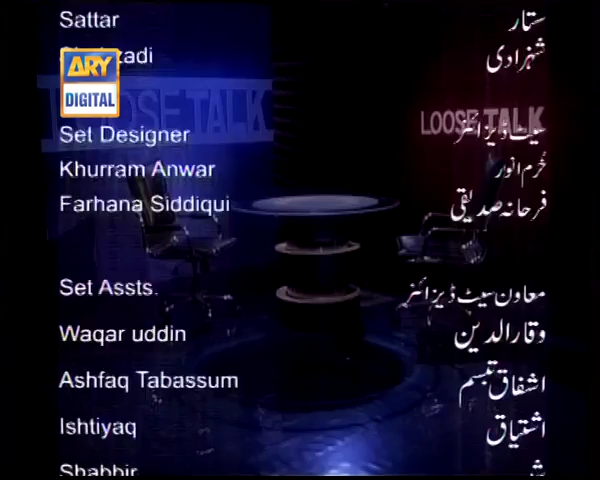 Sattar ستار
شہزادی
ARY
DIGITAL
LOOSE TALK
LOOSE TALK
Set Designer سیٹ ڈیزائنر
Khurram Anwar خرم انور
Farhana Siddiqui فرحانہ صدیقی
Set Assts. معاون سیٹ ڈیزائنر
Waqar uddin وقارالدین
Ashfaq Tabassum اشفاق تبسم
Ishtiyaq اشتیاق
Shabbir